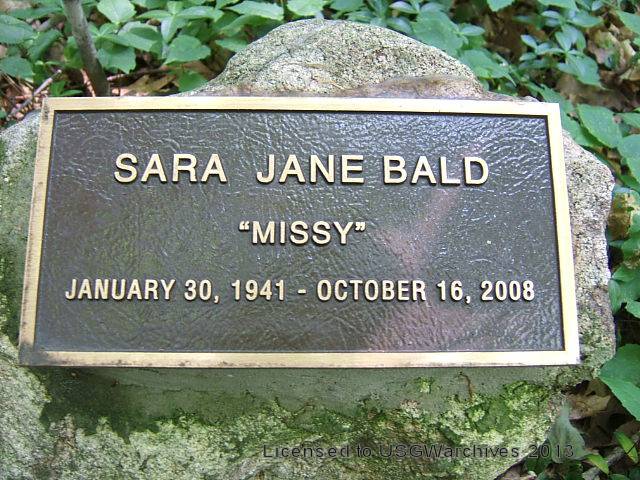 SARA JANE BALD
“MISSY”
JANUARY 30, 1941 - OCTOBER 16, 2008
Licensed to USGWarchives 2013